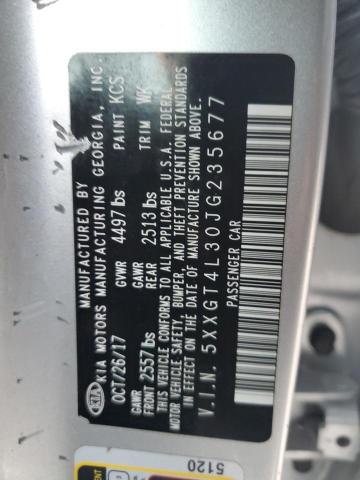 KIA
MANUFACTURED BY
KIA MOTORS MANUFACTURING GEORGIA, INC.
OCT/26/17 PAINT KCS
GVWR 4497 lbs TRIM WK
GAWR FRONT 2557 lbs GAWR REAR 2513 lbs
THIS VEHICLE CONFORMS TO ALL APPLICABLE U.S.A. FEDERAL
MOTOR VEHICLE SAFETY, BUMPER, AND THEFT PREVENTION STANDARDS
IN EFFECT ON THE DATE OF MANUFACTURE SHOWN ABOVE.
V.I.N. 5XXGT4L30JG235677
PASSENGER CAR
5120